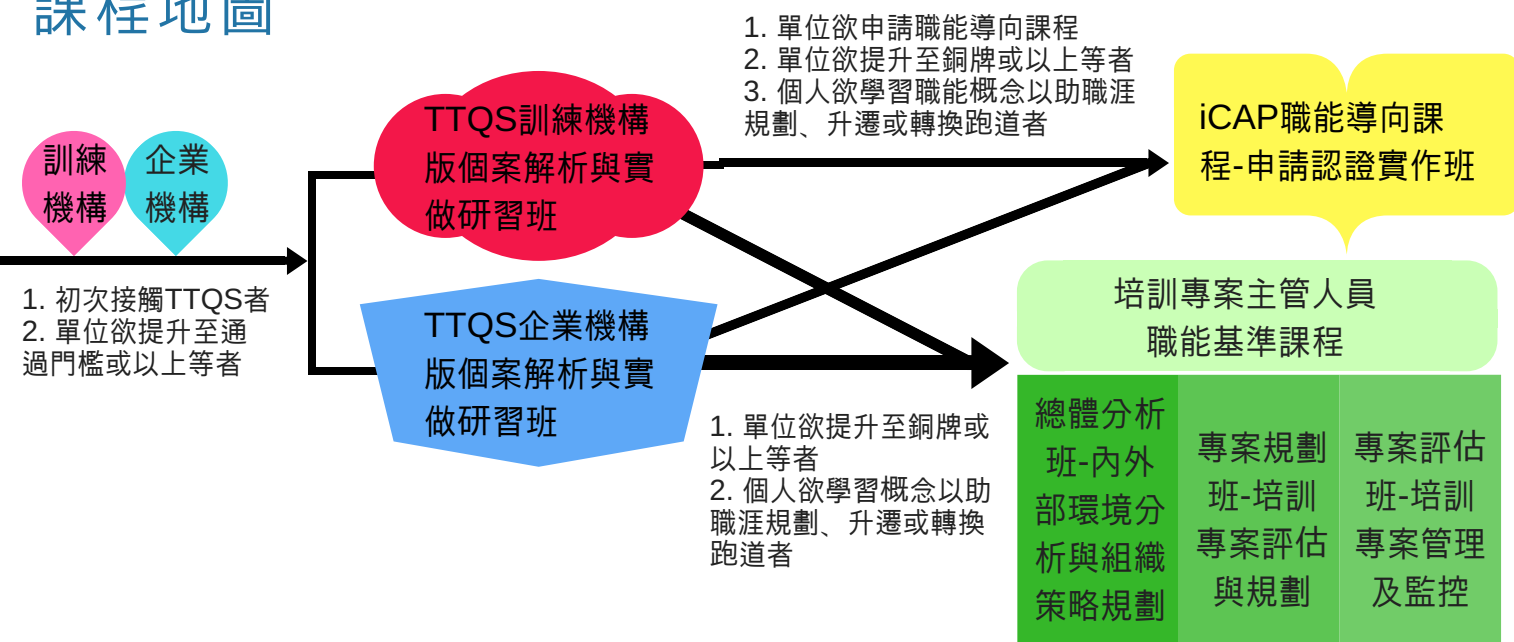 課程地圖
訓練
機構
企業
機構
1. 初次接觸TTQS者
2. 單位欲提升至通
過門檻或以上等者
TTQS訓練機構
版個案解析與實
做研習班
TTQS企業機構
版個案解析與實
做研習班
1. 單位欲申請職能導向課程
2. 單位欲提升至銅牌或以上等者
3. 個人欲學習職能概念以助職涯
規劃、升遷或轉換跑道者
1. 單位欲提升至銅牌或
以上等者
2. 個人欲學習概念以助
職涯規劃、升遷或轉換
跑道者
iCAP職能導向課
程-申請認證實作班
培訓專案主管人員
職能基準課程
總體分析
班-內外
部環境分
析與組織
策略規劃
專案規劃
班-培訓
專案評估
與規劃
專案評估
班-培訓
專案管理
及監控